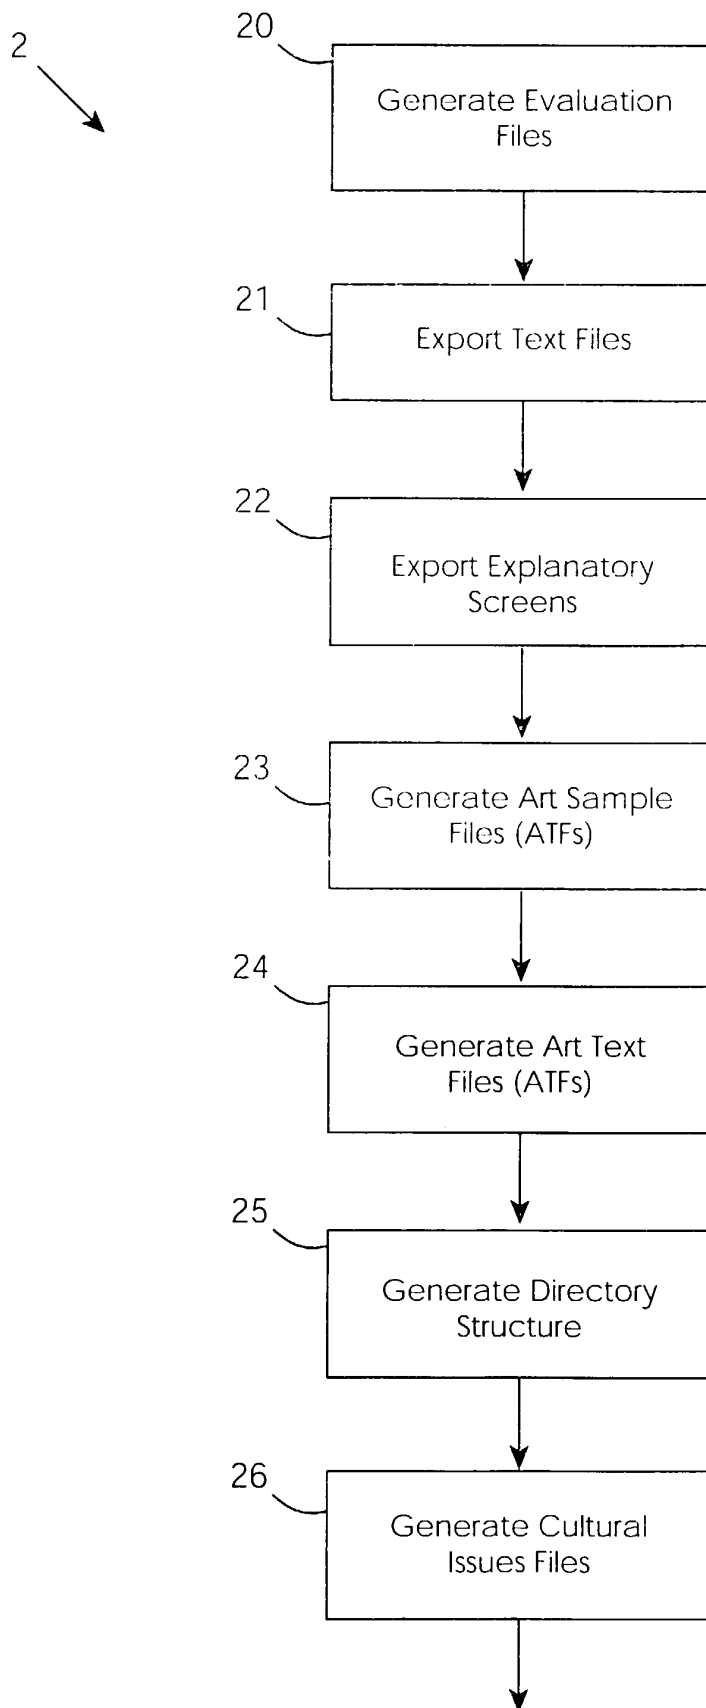 2
20
Generate Evaluation
Files
21
Export Text Files
22
Export Explanatory
Screens
23
Generate Art Sample
Files (ATFs)
24
Generate Art Text
Files (ATFs)
25
Generate Directory
Structure
26
Generate Cultural
Issues Files